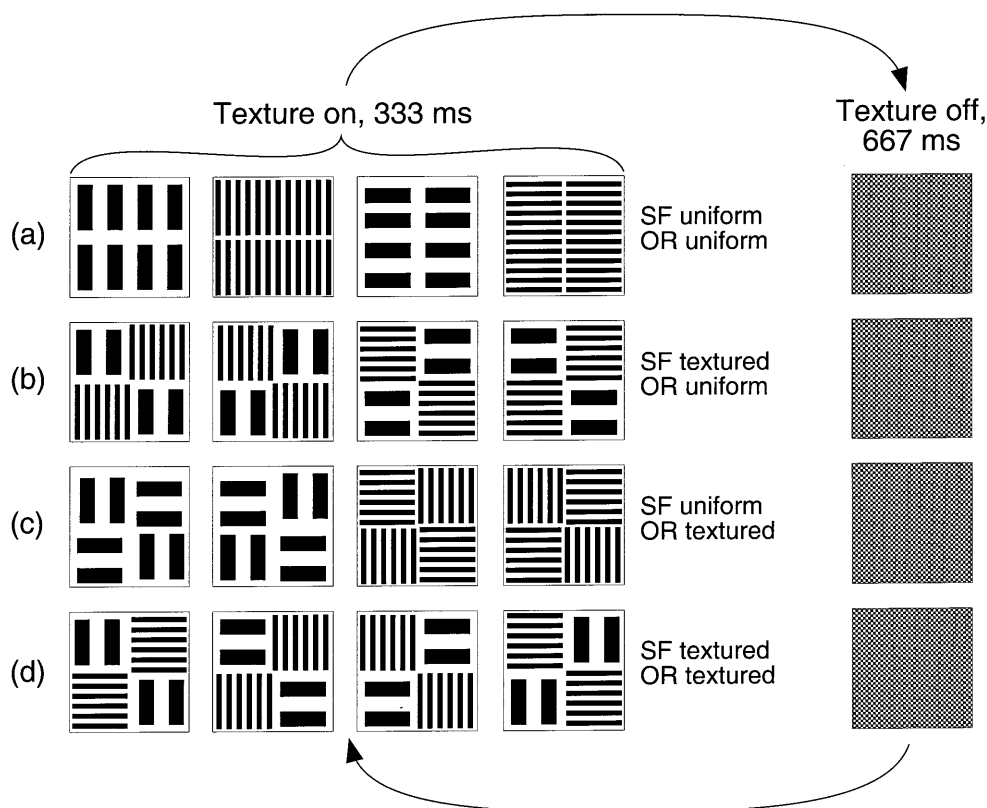 Texture on, 333 ms
Texture off,
667 ms
(a)
SF uniform
OR uniform
(b)
SF textured
OR uniform
(c)
SF uniform
OR textured
(d)
SF textured
OR textured